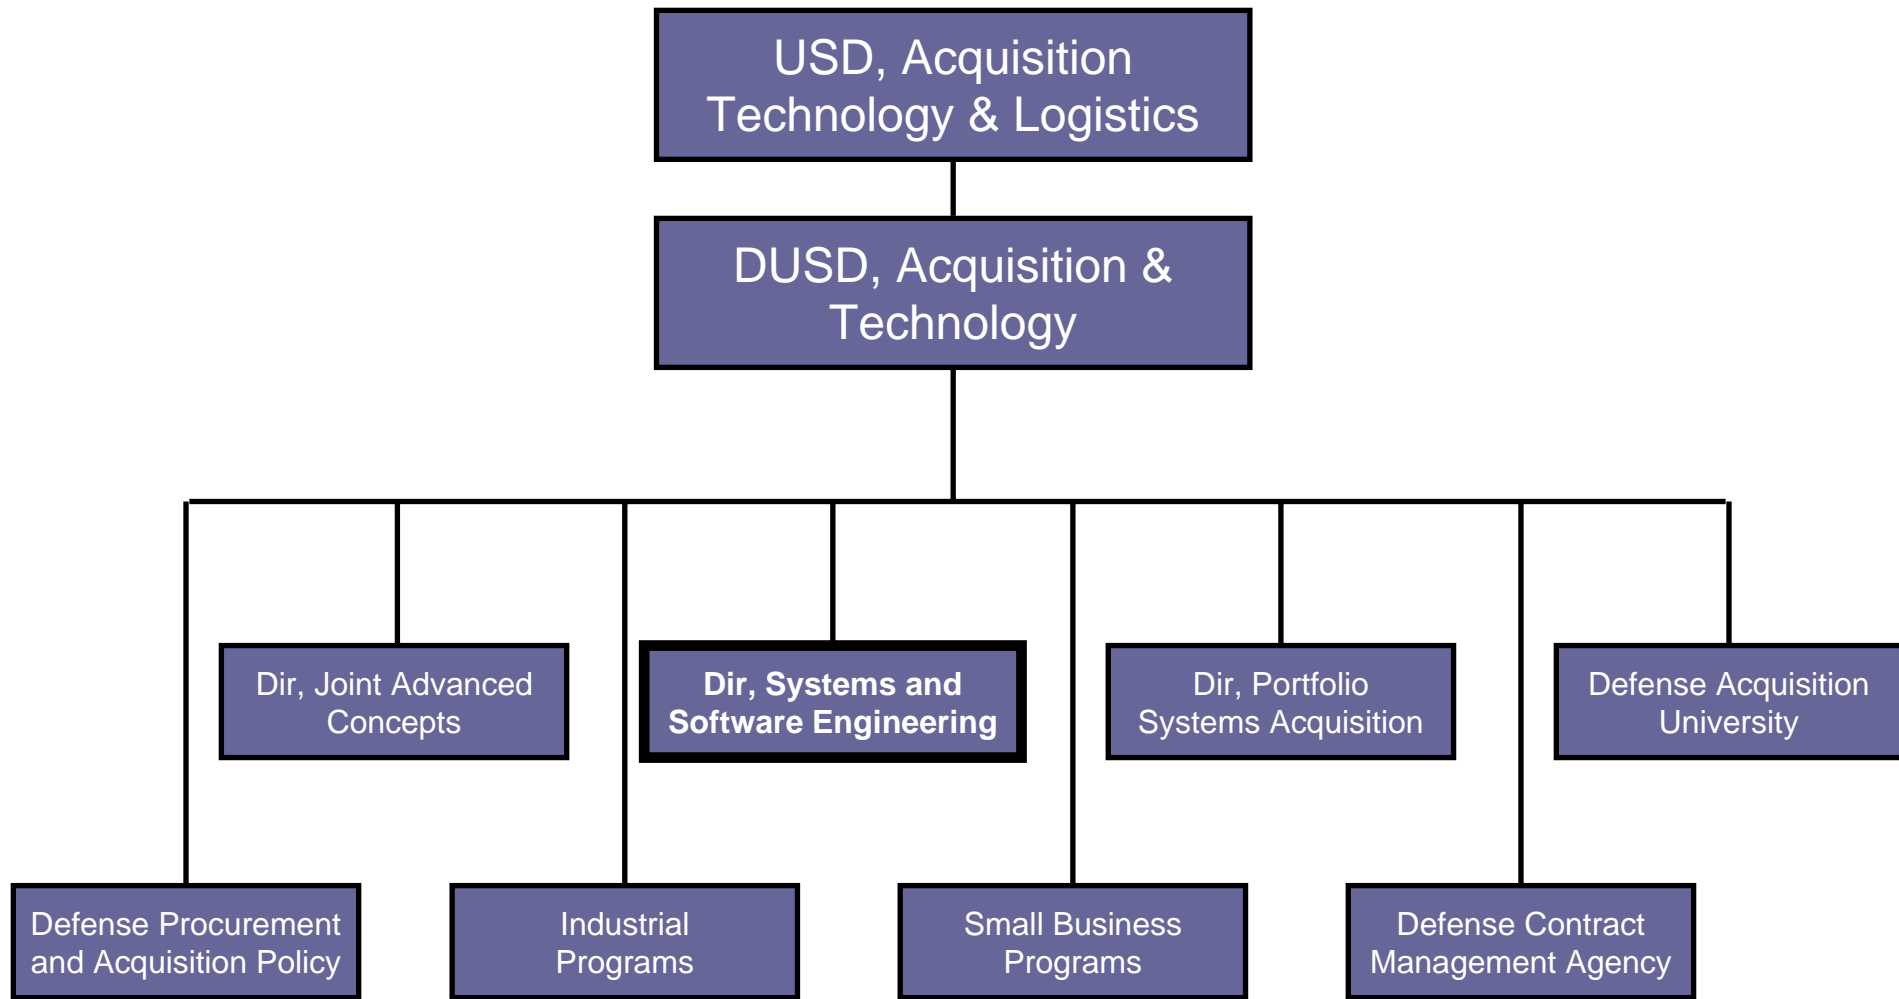 USD, Acquisition
Technology & Logistics
DUSD, Acquisition &
Technology
Dir, Joint Advanced
Concepts
Dir, Systems and
Software Engineering
Dir, Portfolio
Systems Acquisition
Defense Acquisition
University
Defense Procurement
and Acquisition Policy
Industrial
Programs
Small Business
Programs
Defense Contract
Management Agency